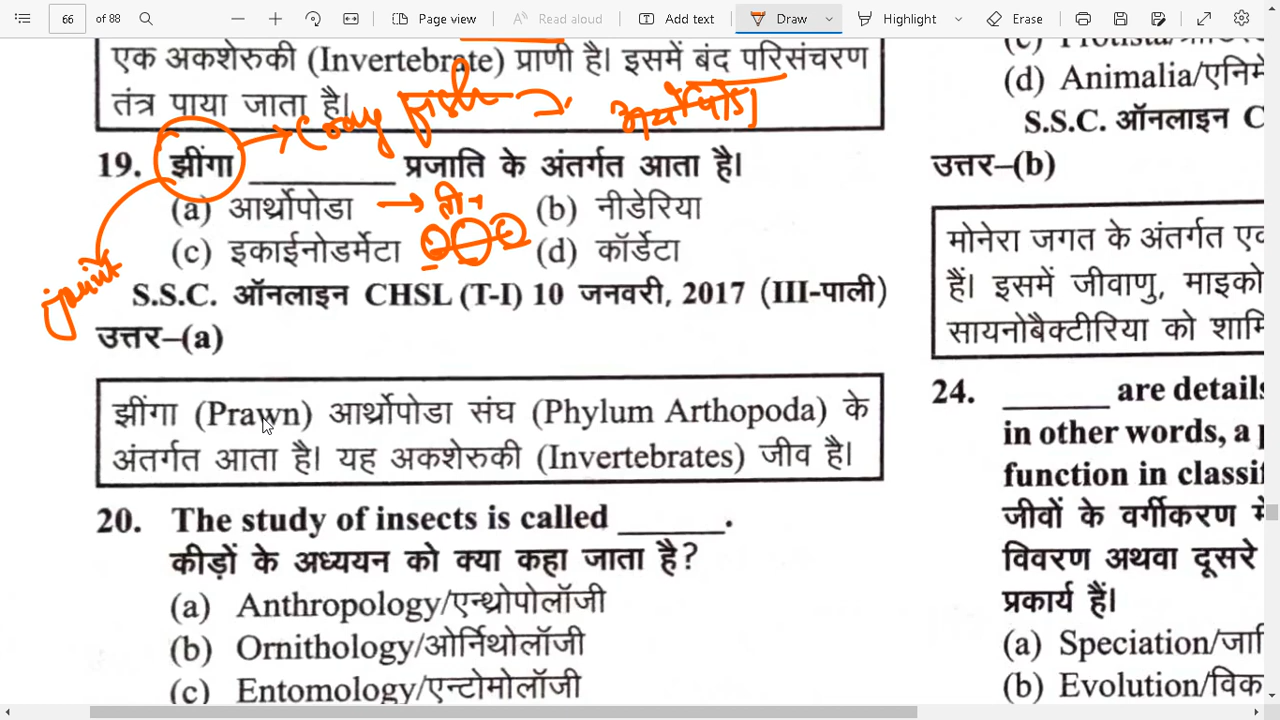 66 of 88 Page view Read aloud Add text Draw Highlight Erase
एक अकशेरुकी (Invertebrate) प्राणी है। इसमें बंद परिसंचरण
तंत्र पाया जाता है।
19. झींगा ________ प्रजाति के अंतर्गत आता है।
(a) आर्थ्रोपोडा (b) नीडेरिया
(c) इकाईनोडर्मेटा (d) कॉर्डेटा
S.S.C. ऑनलाइन CHSL (T-I) 10 जनवरी, 2017 (III-पाली)
उत्तर–(a)
झींगा (Prawn) आर्थ्रोपोडा संघ (Phylum Arthopoda) के
अंतर्गत आता है। यह अकशेरुकी (Invertebrates) जीव है।
20. The study of insects is called ______.
कीड़ों के अध्ययन को क्या कहा जाता है?
(a) Anthropology/एन्थ्रोपोलॉजी
(b) Ornithology/ओर्निथोलॉजी
(c) Entomology/एन्टोमोलॉजी
(d) Animalia/एनिमे
S.S.C. ऑनलाइन C
उत्तर–(b)
मोनेरा जगत के अंतर्गत ए
हैं। इसमें जीवाणु, माइको
सायनोबैक्टीरिया को शामि
24. ______ are details
in other words, a p
function in classif
जीवों के वर्गीकरण में
विवरण अथवा दूसरे
प्रकार्य हैं।
(a) Speciation/जा
(b) Evolution/विक